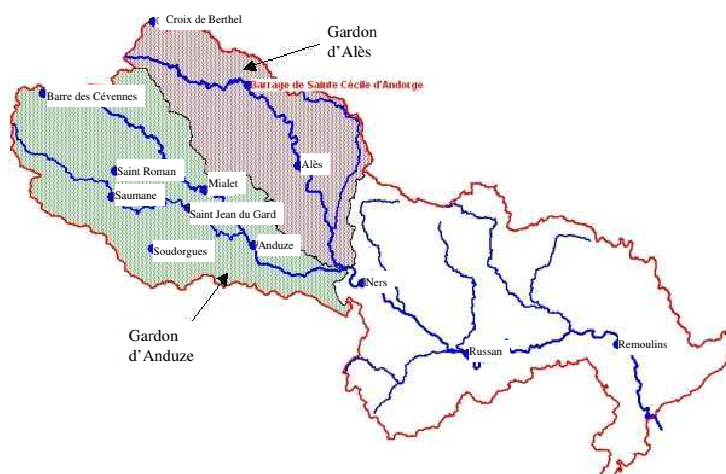 Croix de Berthel
Gardon
d'Alès
Barrage de Sainte Cécile d'Andorge
Barre des Cévennes
Alès
Saint Roman
Mialet
Saumane
Saint Jean du Gard
Anduze
Soudorgues
Ners
Gardon
d'Anduze
Russan
Remoulins